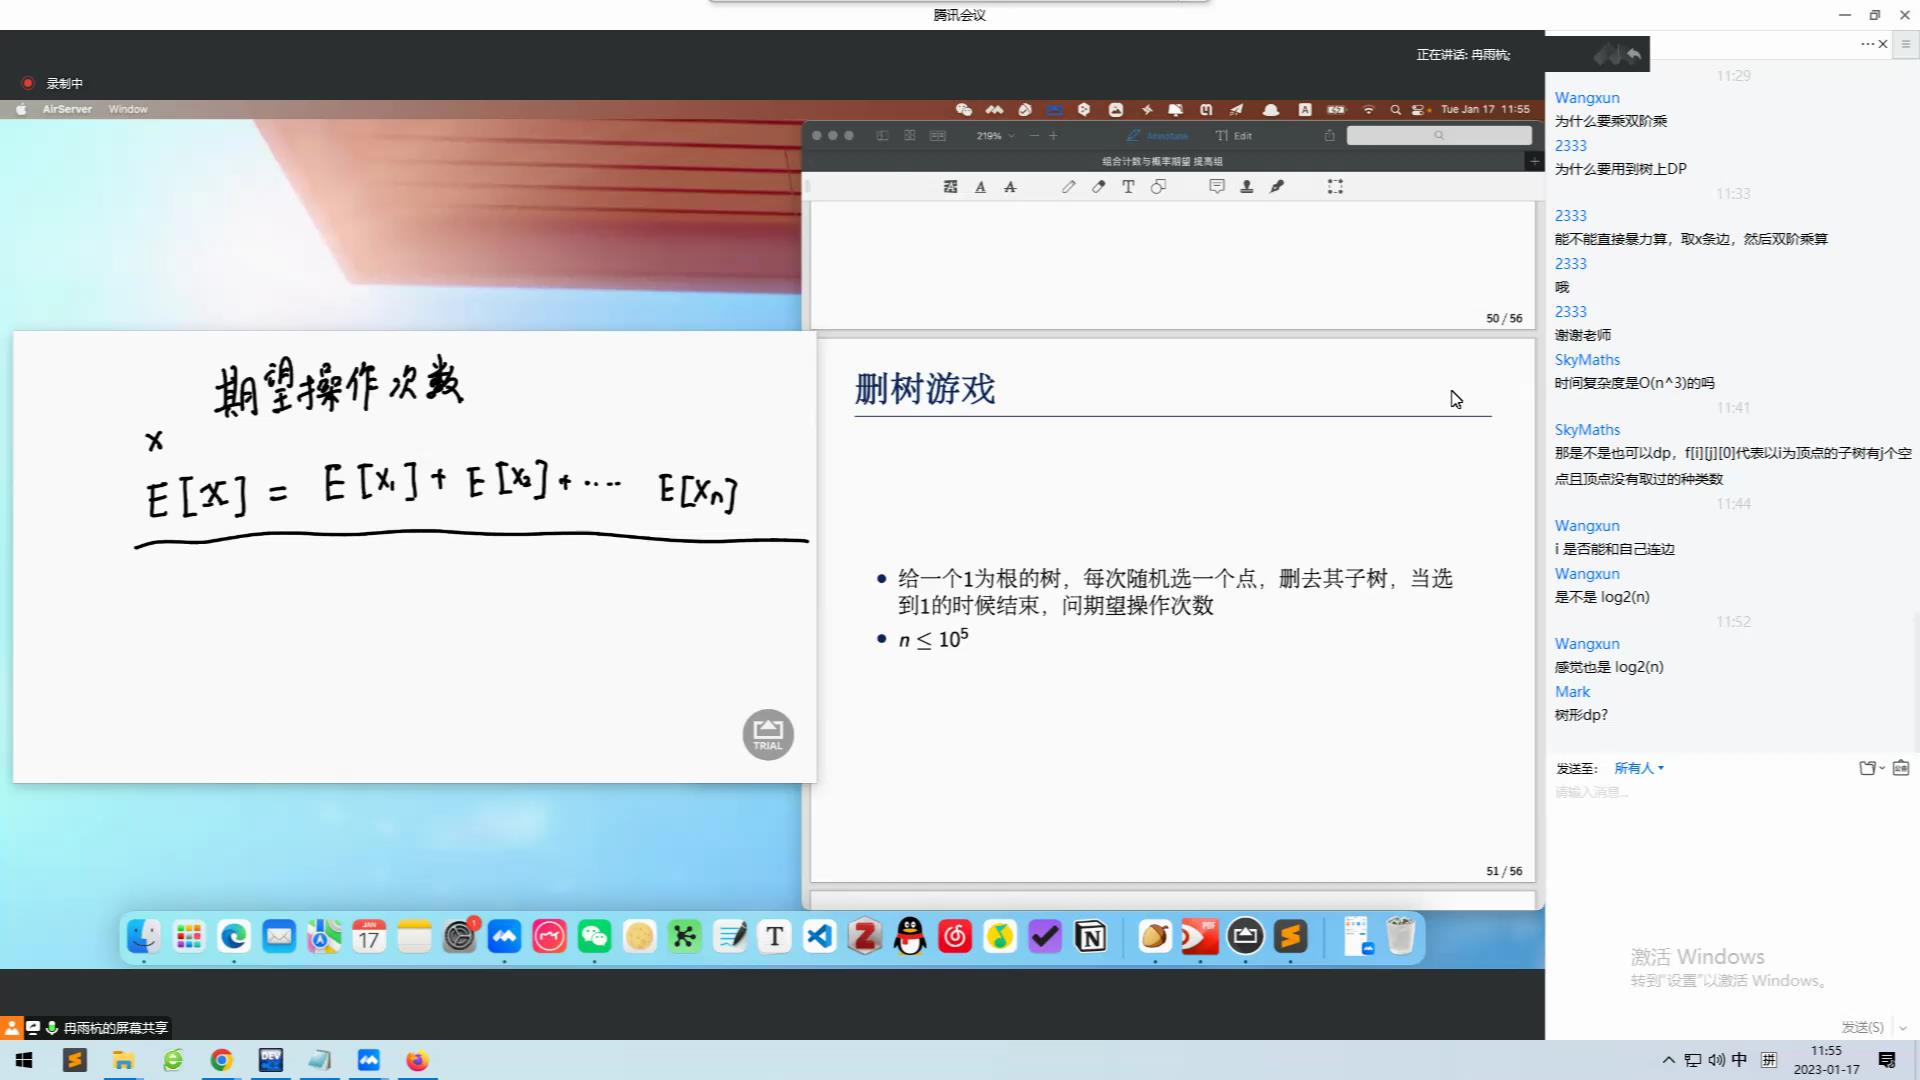 腾讯会议
正在讲话: 冉雨杭;
录制中
AirServer Window
Tue Jan 17 11:55
219%
Annotate
Edit
组合计数与概率期望 提高组
50 / 56
期望操作次数
x
E[x] = E[x₁] + E[x₂] + ···· E[xₙ]
TRIAL
删树游戏
• 给一个1为根的树，每次随机选一个点，删去其子树，当选
到1的时候结束，问期望操作次数
• n ≤ 10⁵
51 / 56
JAN
17
1
冉雨杭的屏幕共享
11:29
Wangxun
为什么要乘双阶乘
2333
为什么要用到树上DP
11:33
2333
能不能直接暴力算，取x条边，然后双阶乘算
2333
哦
2333
谢谢老师
SkyMaths
时间复杂度是O(n^3)的吗
11:41
SkyMaths
那是不是也可以dp，f[i][j][0]代表以i为顶点的子树有j个空
点且顶点没有取过的种类数
11:44
Wangxun
i 是否能和自己连边
Wangxun
是不是 log2(n)
11:52
Wangxun
感觉也是 log2(n)
Mark
树形dp?
发送至: 所有人
请输入消息...
激活 Windows
转到"设置"以激活 Windows。
发送(S)
DEV
中
拼
11:55
2023-01-17